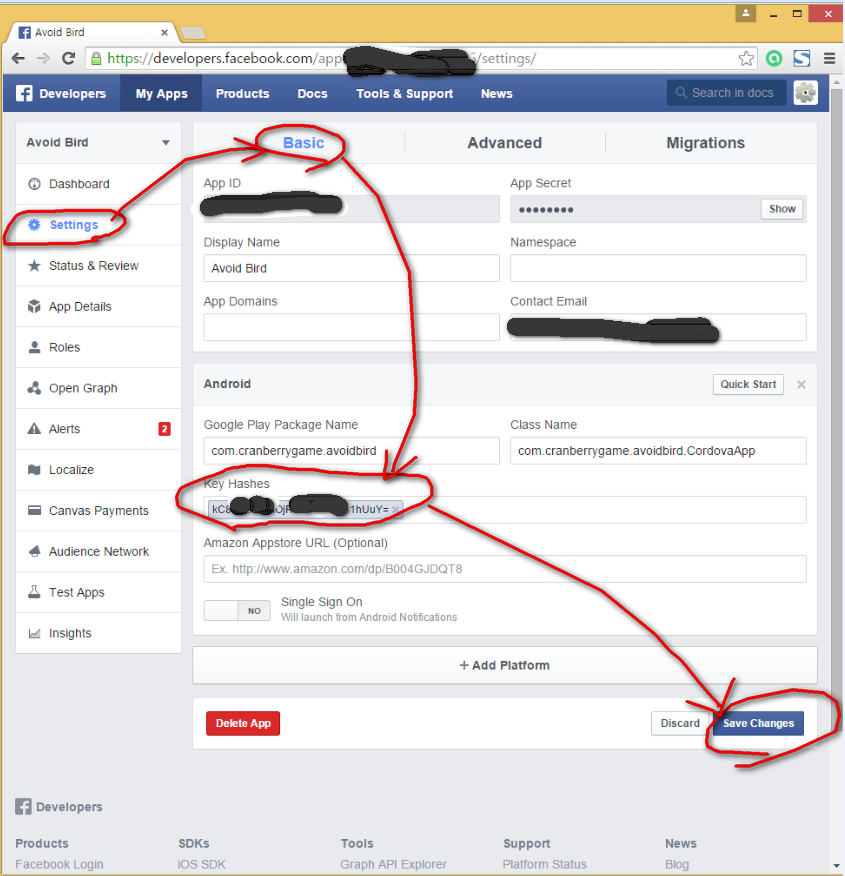 Avoid Bird
https://developers.facebook.com/app
/settings/
Developers My Apps Products Docs Tools & Support News Search in docs
Avoid Bird
Dashboard
Settings
Status & Review
App Details
Roles
Open Graph
Alerts 2
Localize
Canvas Payments
Audience Network
Test Apps
Insights
Basic Advanced Migrations
App ID App Secret
●●●●●●●● Show
Display Name Namespace
Avoid Bird
App Domains Contact Email
Android Quick Start
Google Play Package Name Class Name
com.cranberrygame.avoidbird com.cranberrygame.avoidbird.CordovaApp
Key Hashes
1hUuY=
Amazon Appstore URL (Optional)
Ex. http://www.amazon.com/dp/B004GJDQT8
NO Single Sign On
Will launch from Android Notifications
+ Add Platform
Delete App Discard Save Changes
Developers
Products SDKs Tools Support News
Facebook Login iOS SDK Graph API Explorer Platform Status Blog